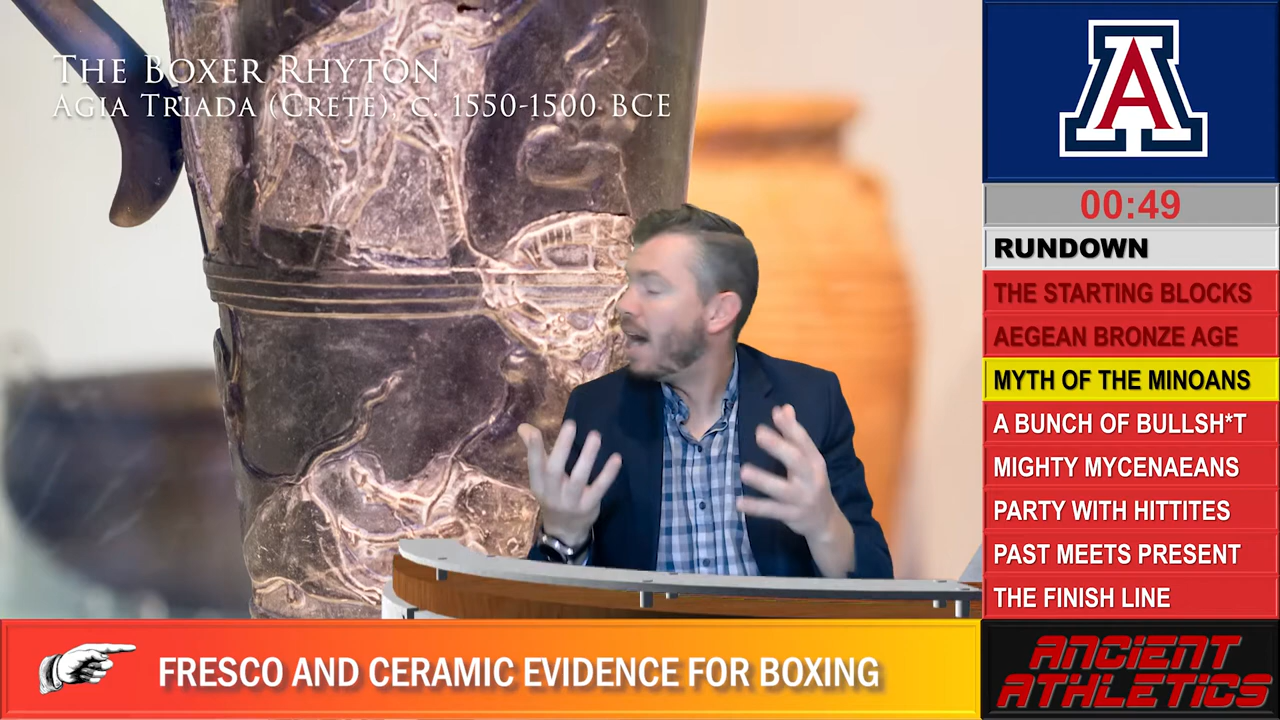 THE BOXER RHYTON
AGIA TRIADA (CRETE), C. 1550-1500 BCE
A
00:49
RUNDOWN
THE STARTING BLOCKS
AEGEAN BRONZE AGE
MYTH OF THE MINOANS
A BUNCH OF BULLSH*T
MIGHTY MYCENAEANS
PARTY WITH HITTITES
PAST MEETS PRESENT
THE FINISH LINE
FRESCO AND CERAMIC EVIDENCE FOR BOXING
ANCIENT
ATHLETICS